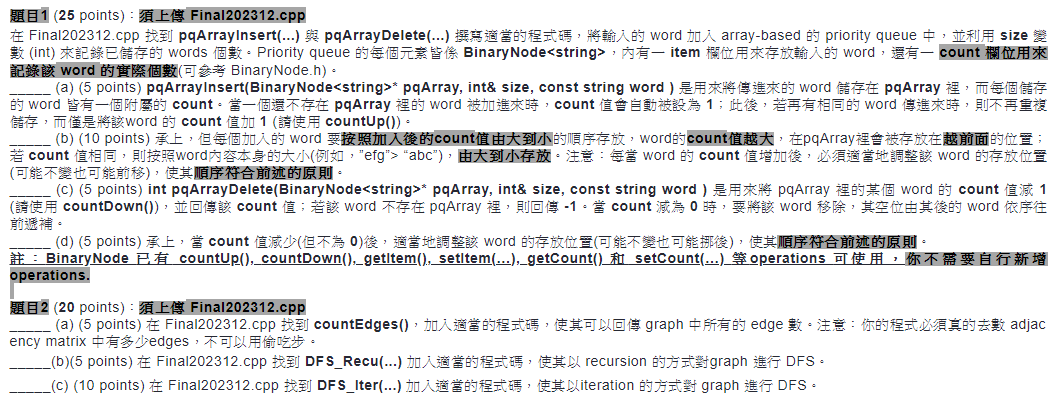 題目1 (25 points)：須上傳 Final202312.cpp
在 Final202312.cpp 找到 pqArrayInsert(…) 與 pqArrayDelete(…) 撰寫適當的程式碼，將輸入的 word 加入 array-based 的 priority queue 中，並利用 size 變
數 (int) 來記錄已儲存的 words 個數。Priority queue 的每個元素皆係 BinaryNode<string>，內有一 item 欄位用來存放輸入的 word，還有一 count 欄位用來
記錄該 word 的實際個數(可參考 BinaryNode.h)。
_____ (a) (5 points) pqArrayInsert(BinaryNode<string>* pqArray, int& size, const string word ) 是用來將傳進來的 word 儲存在 pqArray 裡，而每個儲存
的 word 皆有一個附屬的 count。當一個還不存在 pqArray 裡的 word 被加進來時，count 值會自動被設為 1；此後，若再有相同的 word 傳進來時，則不再重複
儲存，而僅是將該word 的 count 值加 1 (請使用 countUp())。
_____ (b) (10 points) 承上，但每個加入的 word 要按照加入後的count值由大到小的順序存放，word的count值越大，在pqArray裡會被存放在越前面的位置；
若 count 值相同，則按照word內容本身的大小(例如，"efg"> “abc”)，由大到小存放。注意：每當 word 的 count 值增加後，必須適當地調整該 word 的存放位置
(可能不變也可能前移)，使其順序符合前述的原則。
_____ (c) (5 points) int pqArrayDelete(BinaryNode<string>* pqArray, int& size, const string word ) 是用來將 pqArray 裡的某個 word 的 count 值減 1
(請使用 countDown())，並回傳該 count 值；若該 word 不存在 pqArray 裡，則回傳 -1。當 count 減為 0 時，要將該 word 移除，其空位由其後的 word 依序往
前遞補。
_____ (d) (5 points) 承上，當 count 值減少(但不為 0)後，適當地調整該 word 的存放位置(可能不變也可能挪後)，使其順序符合前述的原則。
註：BinaryNode 已有 countUp(), countDown(), getItem(), setItem(…), getCount() 和 setCount(…) 等operations 可使用，你不需要自行新增
operations.
題目2 (20 points)：須上傳 Final202312.cpp
_____ (a) (5 points) 在 Final202312.cpp 找到 countEdges()，加入適當的程式碼，使其可以回傳 graph 中所有的 edge 數。注意：你的程式必須真的去數 adjac
ency matrix 中有多少edges，不可以用偷吃步。
_____(b)(5 points) 在 Final202312.cpp 找到 DFS_Recu(…) 加入適當的程式碼，使其以 recursion 的方式對graph 進行 DFS。
_____(c) (10 points) 在 Final202312.cpp 找到 DFS_Iter(…) 加入適當的程式碼，使其以iteration 的方式對 graph 進行 DFS。